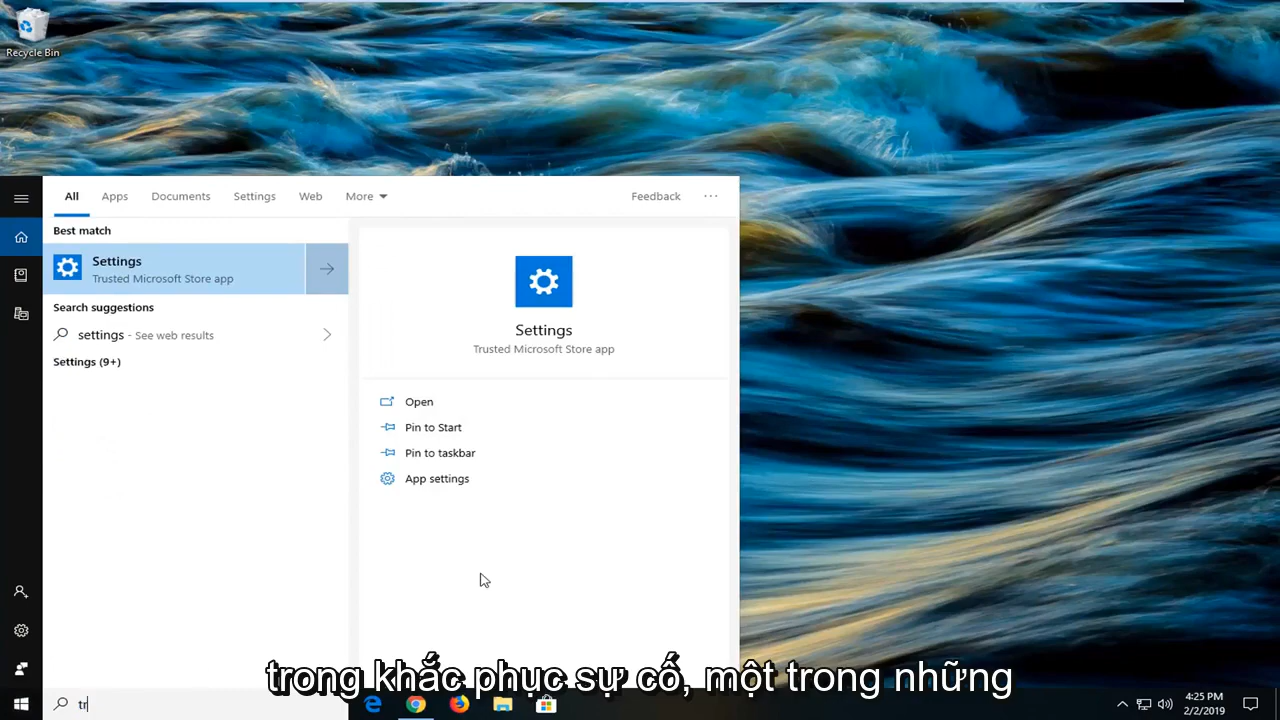 Recycle Bin
All Apps Documents Settings Web More Feedback ...
Best match
Settings
Trusted Microsoft Store app
Search suggestions
settings - See web results
Settings (9+)
Settings
Trusted Microsoft Store app
Open
Pin to Start
Pin to taskbar
App settings
trong khắc phục sự cố, một trong những
tr
4:25 PM
2/2/2019